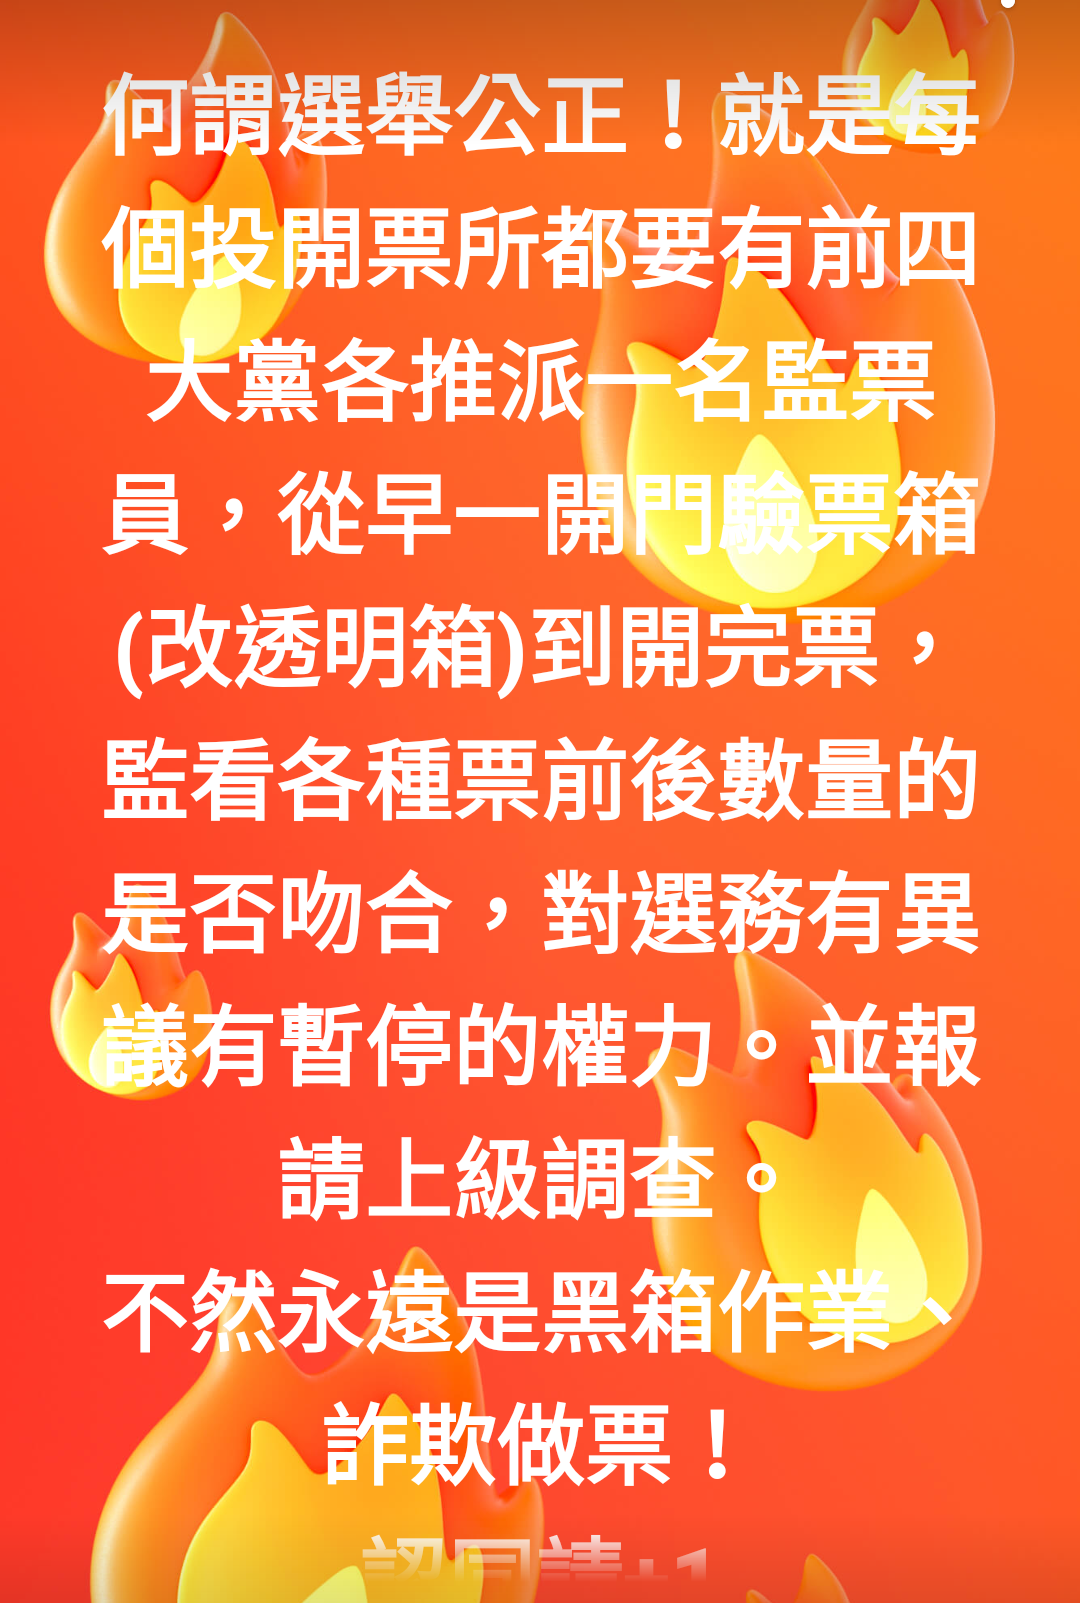 何謂選舉公正！就是每
個投開票所都要有前四
大黨各推派一名監票
員，從早一開門驗票箱
(改透明箱)到開完票，
監看各種票前後數量的
是否吻合，對選務有異
議有暫停的權力。並報
請上級調查。
不然永遠是黑箱作業、
詐欺做票！
認同請+1